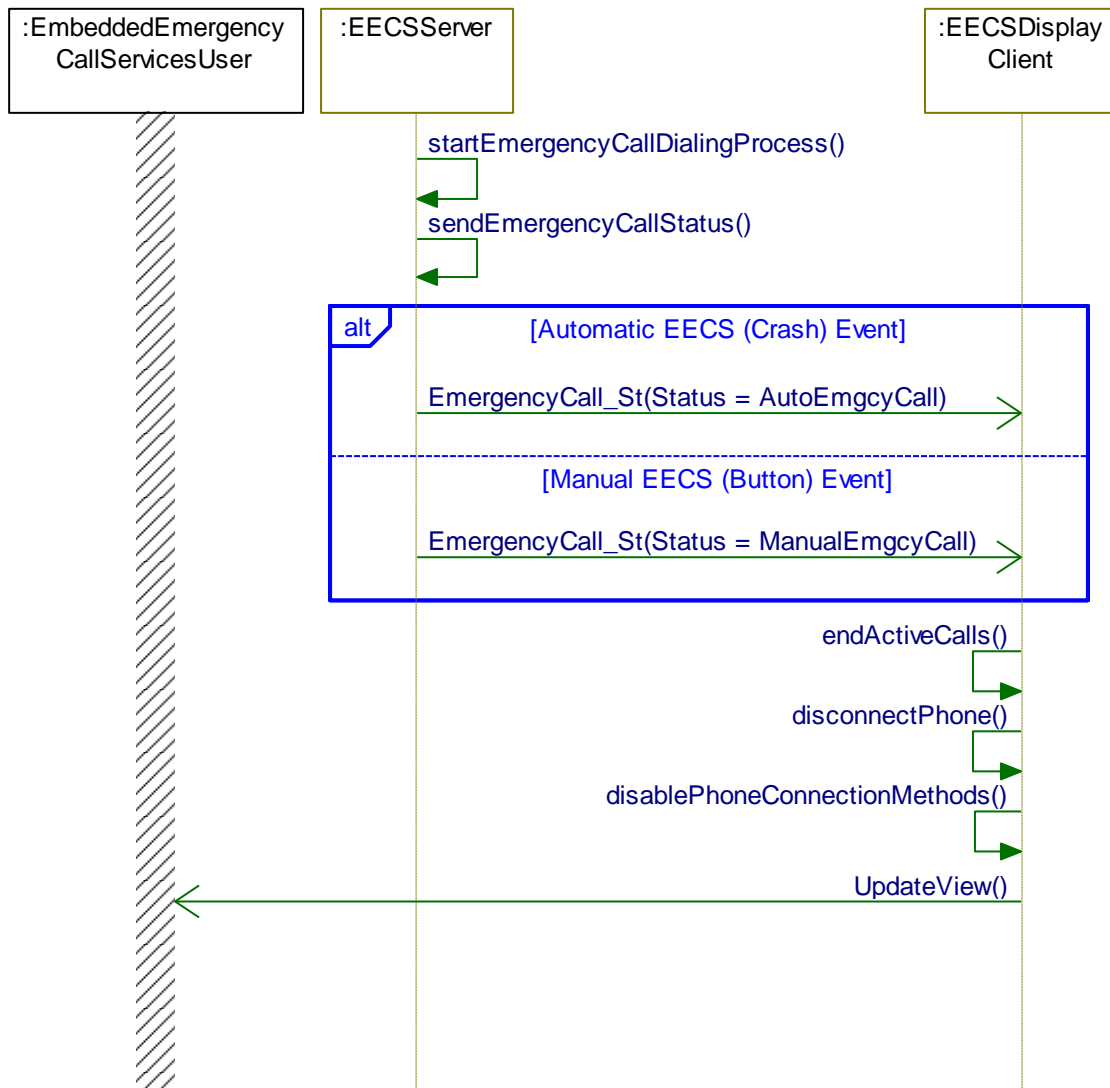 :EmbeddedEmergency
CallServicesUser
:EECSServer
:EECSDisplay
Client
startEmergencyCallDialingProcess()
sendEmergencyCallStatus()
alt
[Automatic EECS (Crash) Event]
EmergencyCall_St(Status = AutoEmgcyCall)
[Manual EECS (Button) Event]
EmergencyCall_St(Status = ManualEmgcyCall)
endActiveCalls()
disconnectPhone()
disablePhoneConnectionMethods()
UpdateView()